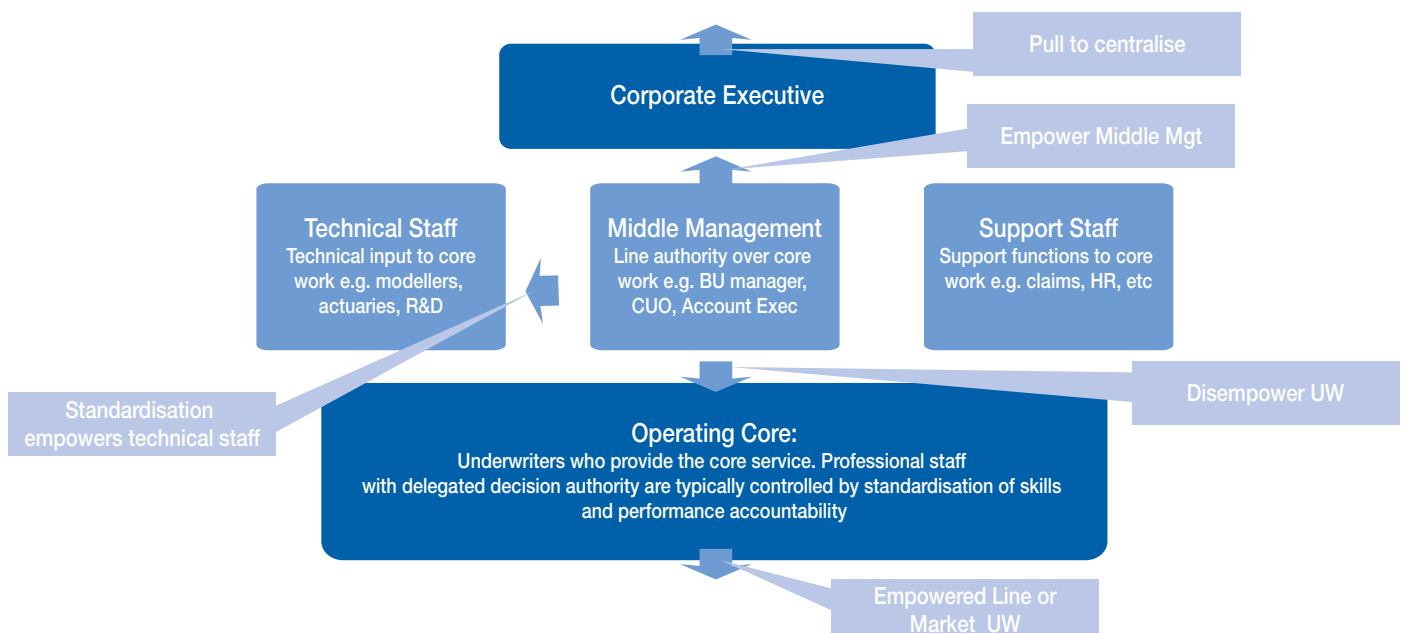 Pull to centralise
Corporate Executive
Empower Middle Mgt
Technical Staff
Technical input to core
work e.g. modellers,
actuaries, R&D
Middle Management
Line authority over core
work e.g. BU manager,
CUO, Account Exec
Support Staff
Support functions to core
work e.g. claims, HR, etc
Disempower UW
Standardisation
empowers technical staff
Operating Core:
Underwriters who provide the core service. Professional staff
with delegated decision authority are typically controlled by standardisation of skills
and performance accountability
Empowered Line or
Market UW